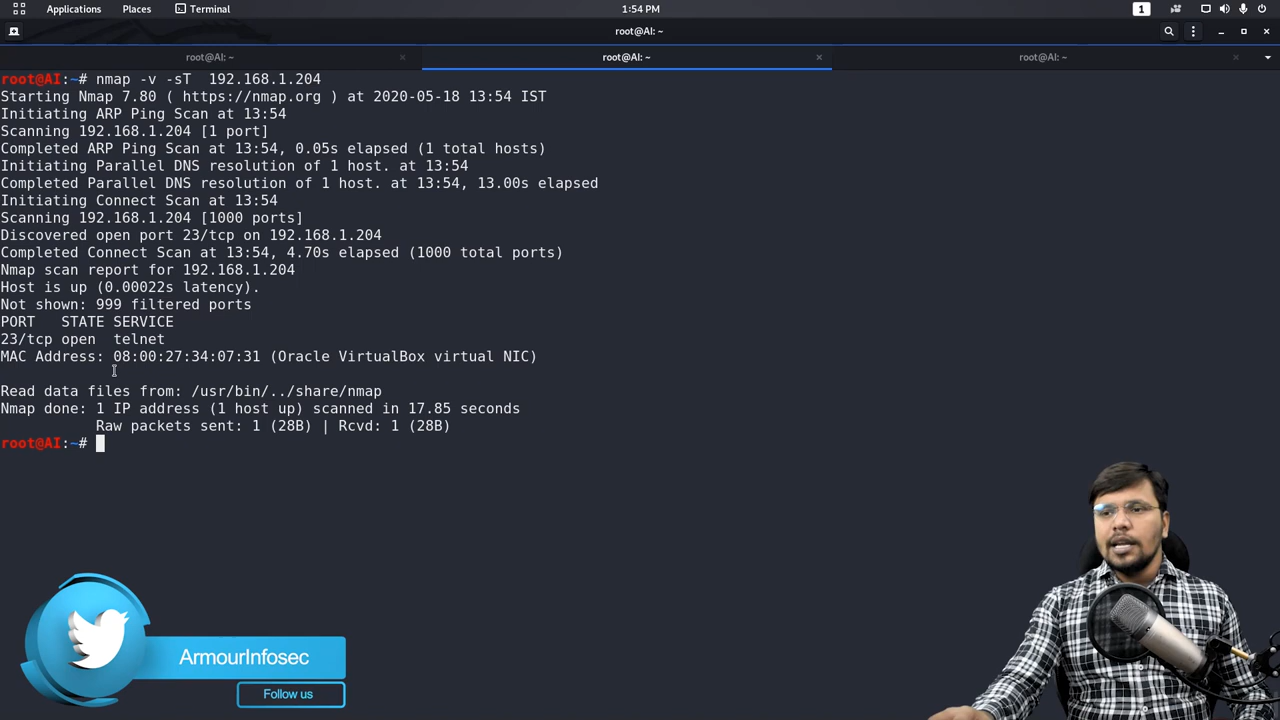 Applications Places Terminal 1:54 PM 1
root@AI: ~
root@AI: ~ root@AI: ~ root@AI: ~
root@AI:~# nmap -v -sT  192.168.1.204
Starting Nmap 7.80 ( https://nmap.org ) at 2020-05-18 13:54 IST
Initiating ARP Ping Scan at 13:54
Scanning 192.168.1.204 [1 port]
Completed ARP Ping Scan at 13:54, 0.05s elapsed (1 total hosts)
Initiating Parallel DNS resolution of 1 host. at 13:54
Completed Parallel DNS resolution of 1 host. at 13:54, 13.00s elapsed
Initiating Connect Scan at 13:54
Scanning 192.168.1.204 [1000 ports]
Discovered open port 23/tcp on 192.168.1.204
Completed Connect Scan at 13:54, 4.70s elapsed (1000 total ports)
Nmap scan report for 192.168.1.204
Host is up (0.00022s latency).
Not shown: 999 filtered ports
PORT   STATE SERVICE
23/tcp open  telnet
MAC Address: 08:00:27:34:07:31 (Oracle VirtualBox virtual NIC)
Read data files from: /usr/bin/../share/nmap
Nmap done: 1 IP address (1 host up) scanned in 17.85 seconds
Raw packets sent: 1 (28B) | Rcvd: 1 (28B)
root@AI:~#
ArmourInfosec
Follow us